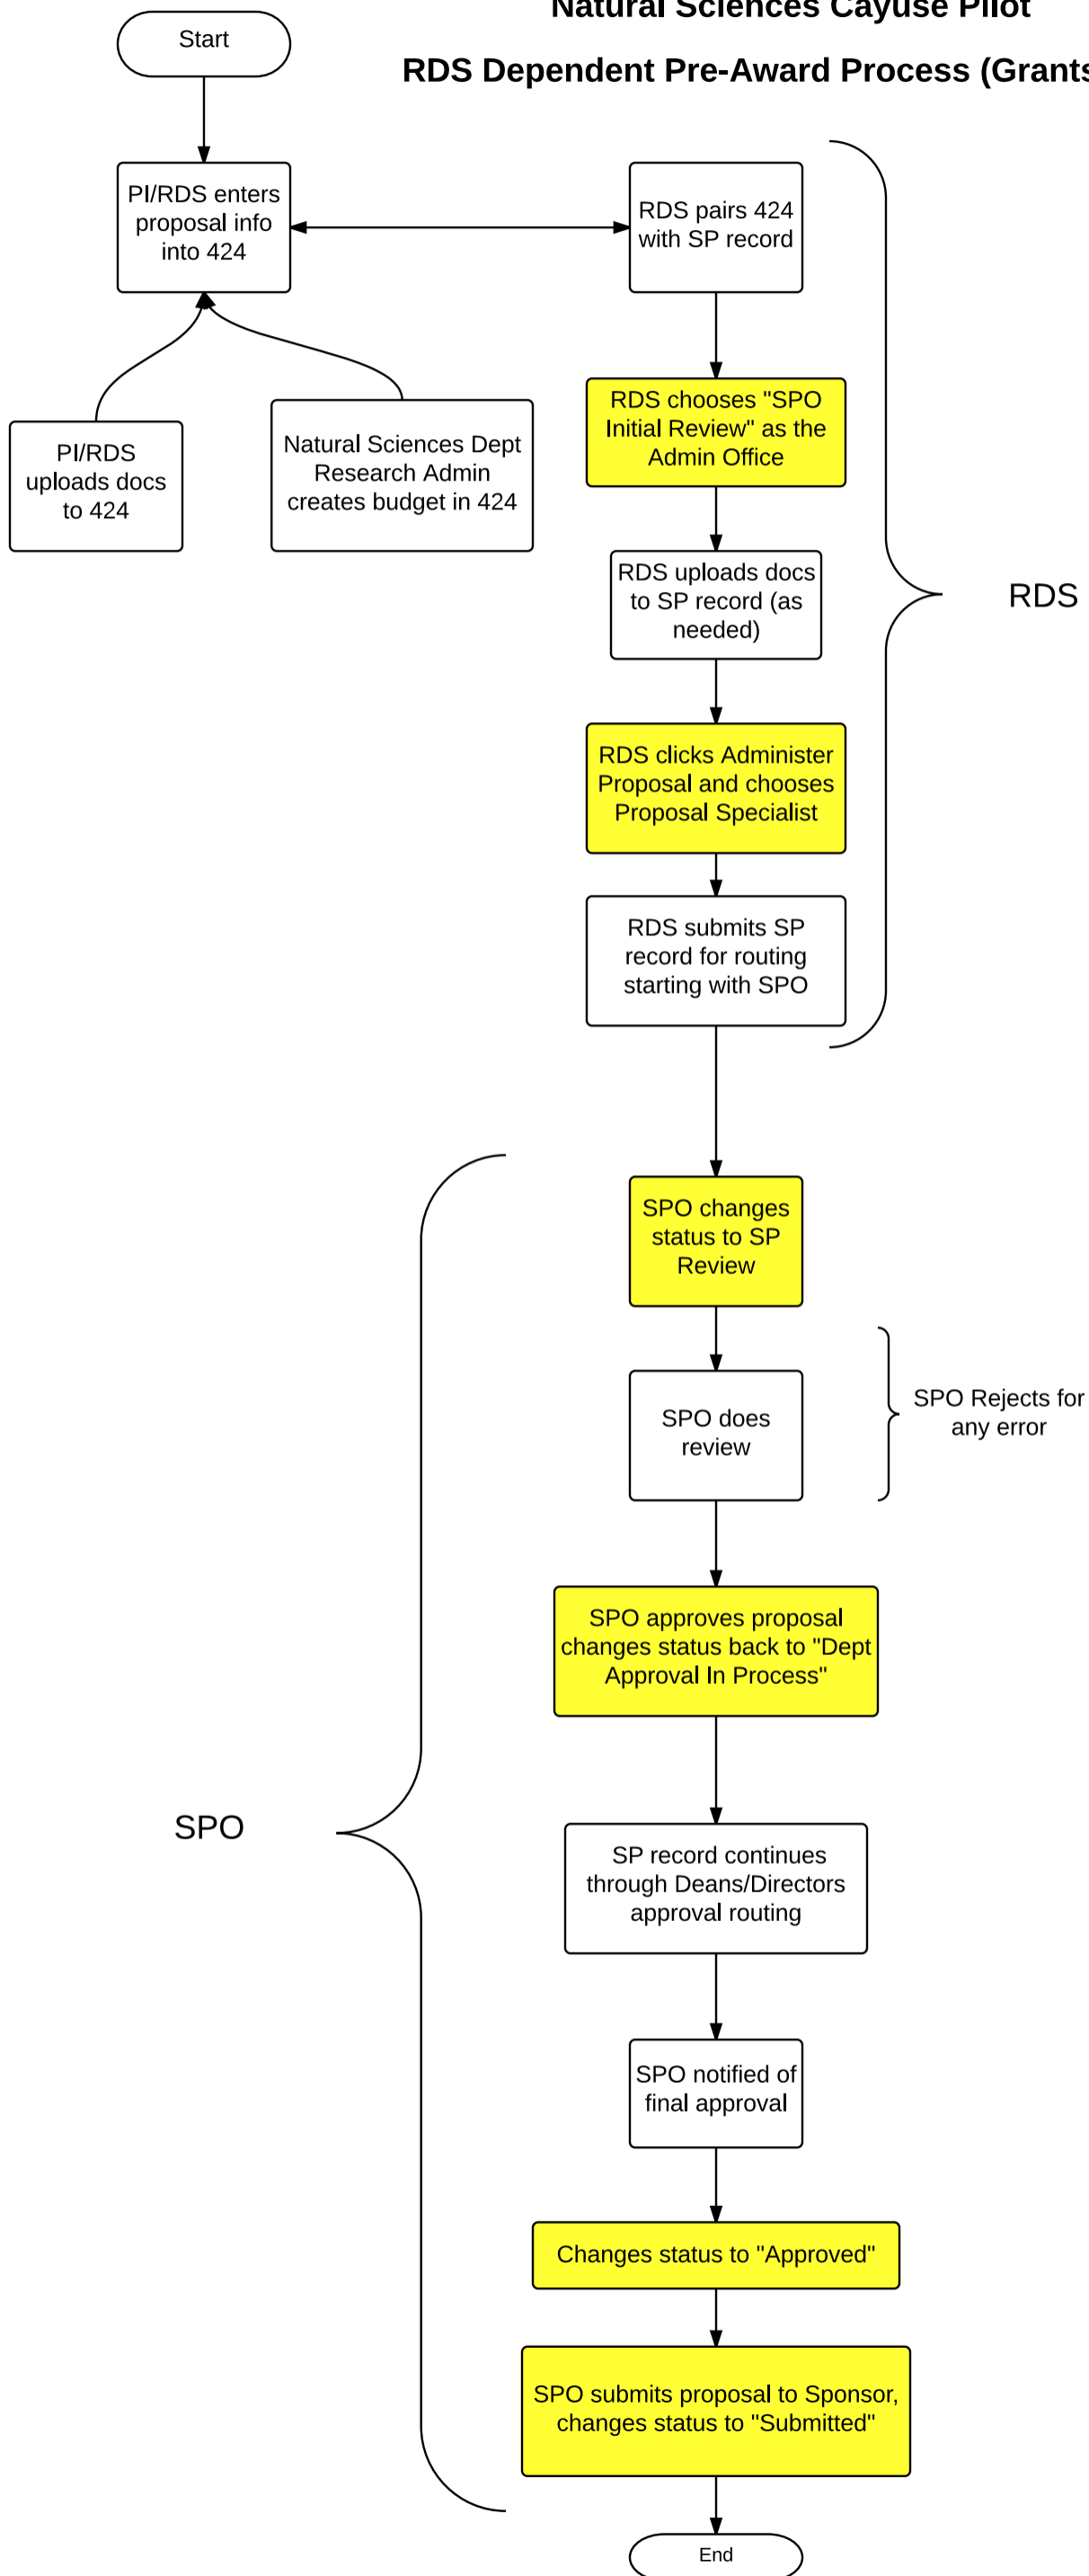 Natural Sciences Cayuse Pilot
RDS Dependent Pre-Award Process (Grants
Start
PI/RDS enters
proposal info
into 424
RDS pairs 424
with SP record
PI/RDS
uploads docs
to 424
Natural Sciences Dept
Research Admin
creates budget in 424
RDS chooses "SPO
Initial Review" as the
Admin Office
RDS uploads docs
to SP record (as
needed)
RDS
RDS clicks Administer
Proposal and chooses
Proposal Specialist
RDS submits SP
record for routing
starting with SPO
SPO changes
status to SP
Review
SPO does
review
SPO Rejects for
any error
SPO approves proposal
changes status back to "Dept
Approval In Process"
SPO
SP record continues
through Deans/Directors
approval routing
SPO notified of
final approval
Changes status to "Approved"
SPO submits proposal to Sponsor,
changes status to "Submitted"
End